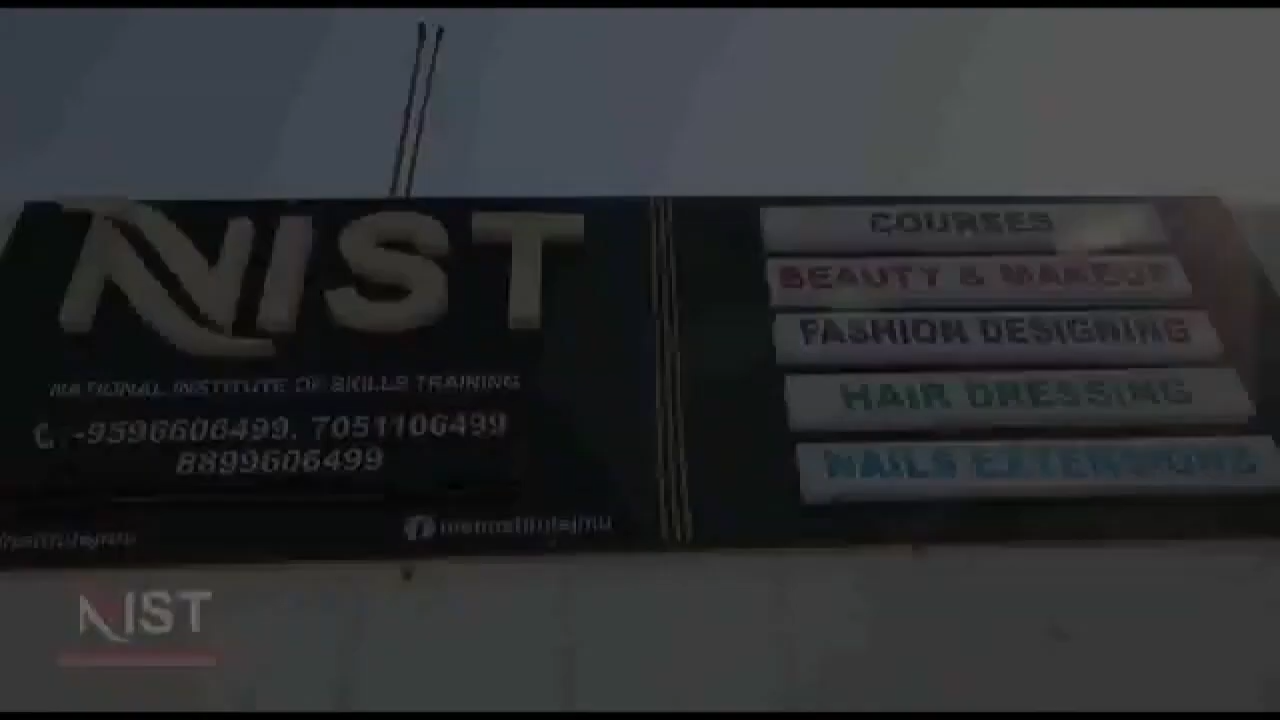 NIST
NATIONAL INSTITUTE OF SKILLS TRAINING
-9596606499, 7051106499
8899606499
COURSES
BEAUTY & MAKEUP
FASHION DESIGNING
HAIR DRESSING
NAILS EXTENSIONS
NIST